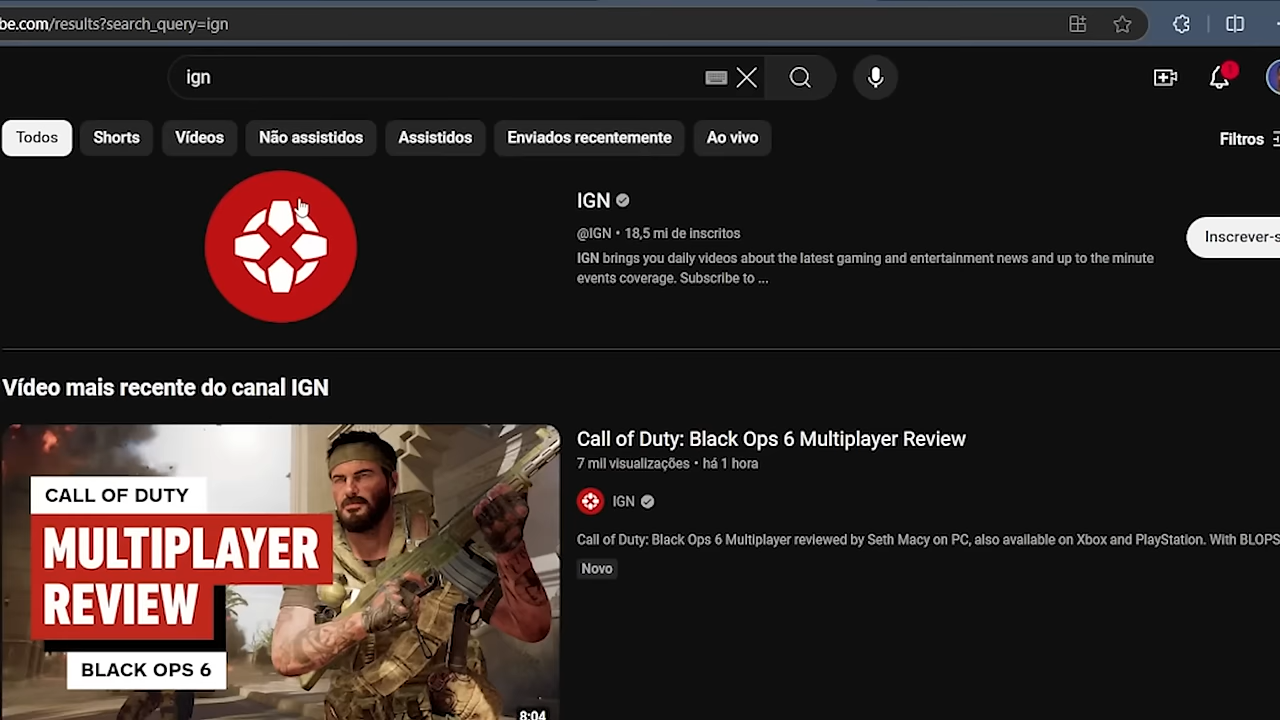 be.com/results?search_query=ign
ign
Todos
Shorts
Vídeos
Não assistidos
Assistidos
Enviados recentemente
Ao vivo
Filtros
IGN
@IGN • 18,5 mi de inscritos
IGN brings you daily videos about the latest gaming and entertainment news and up to the minute
events coverage. Subscribe to ...
Inscrever-s
Vídeo mais recente do canal IGN
CALL OF DUTY
MULTIPLAYER
REVIEW
BLACK OPS 6
8:04
Call of Duty: Black Ops 6 Multiplayer Review
7 mil visualizações • há 1 hora
IGN
Call of Duty: Black Ops 6 Multiplayer reviewed by Seth Macy on PC, also available on Xbox and PlayStation. With BLOPS
Novo